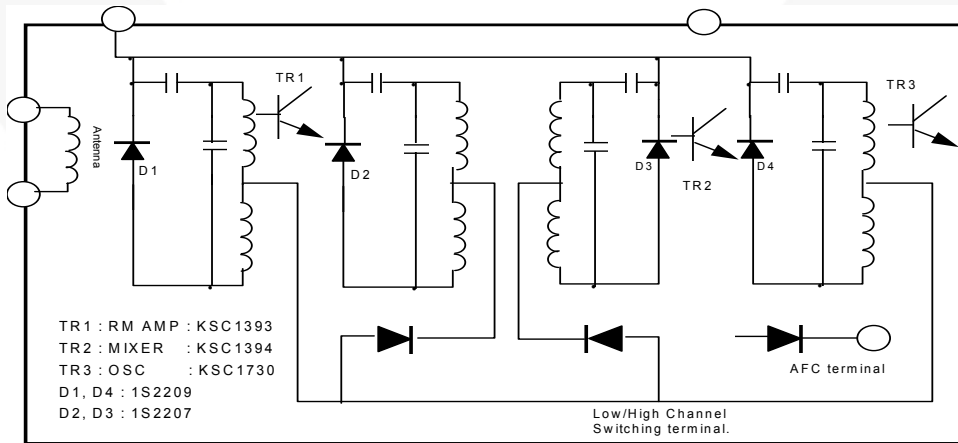 TR1
TR3
Antenna
D1
D2
D3
TR2
D4
TR1 : RM AMP : KSC1393
TR2 : MIXER : KSC1394
TR3 : OSC : KSC1730
D1, D4 : 1S2209
D2, D3 : 1S2207
AFC terminal
Low/High Channel
Switching terminal.